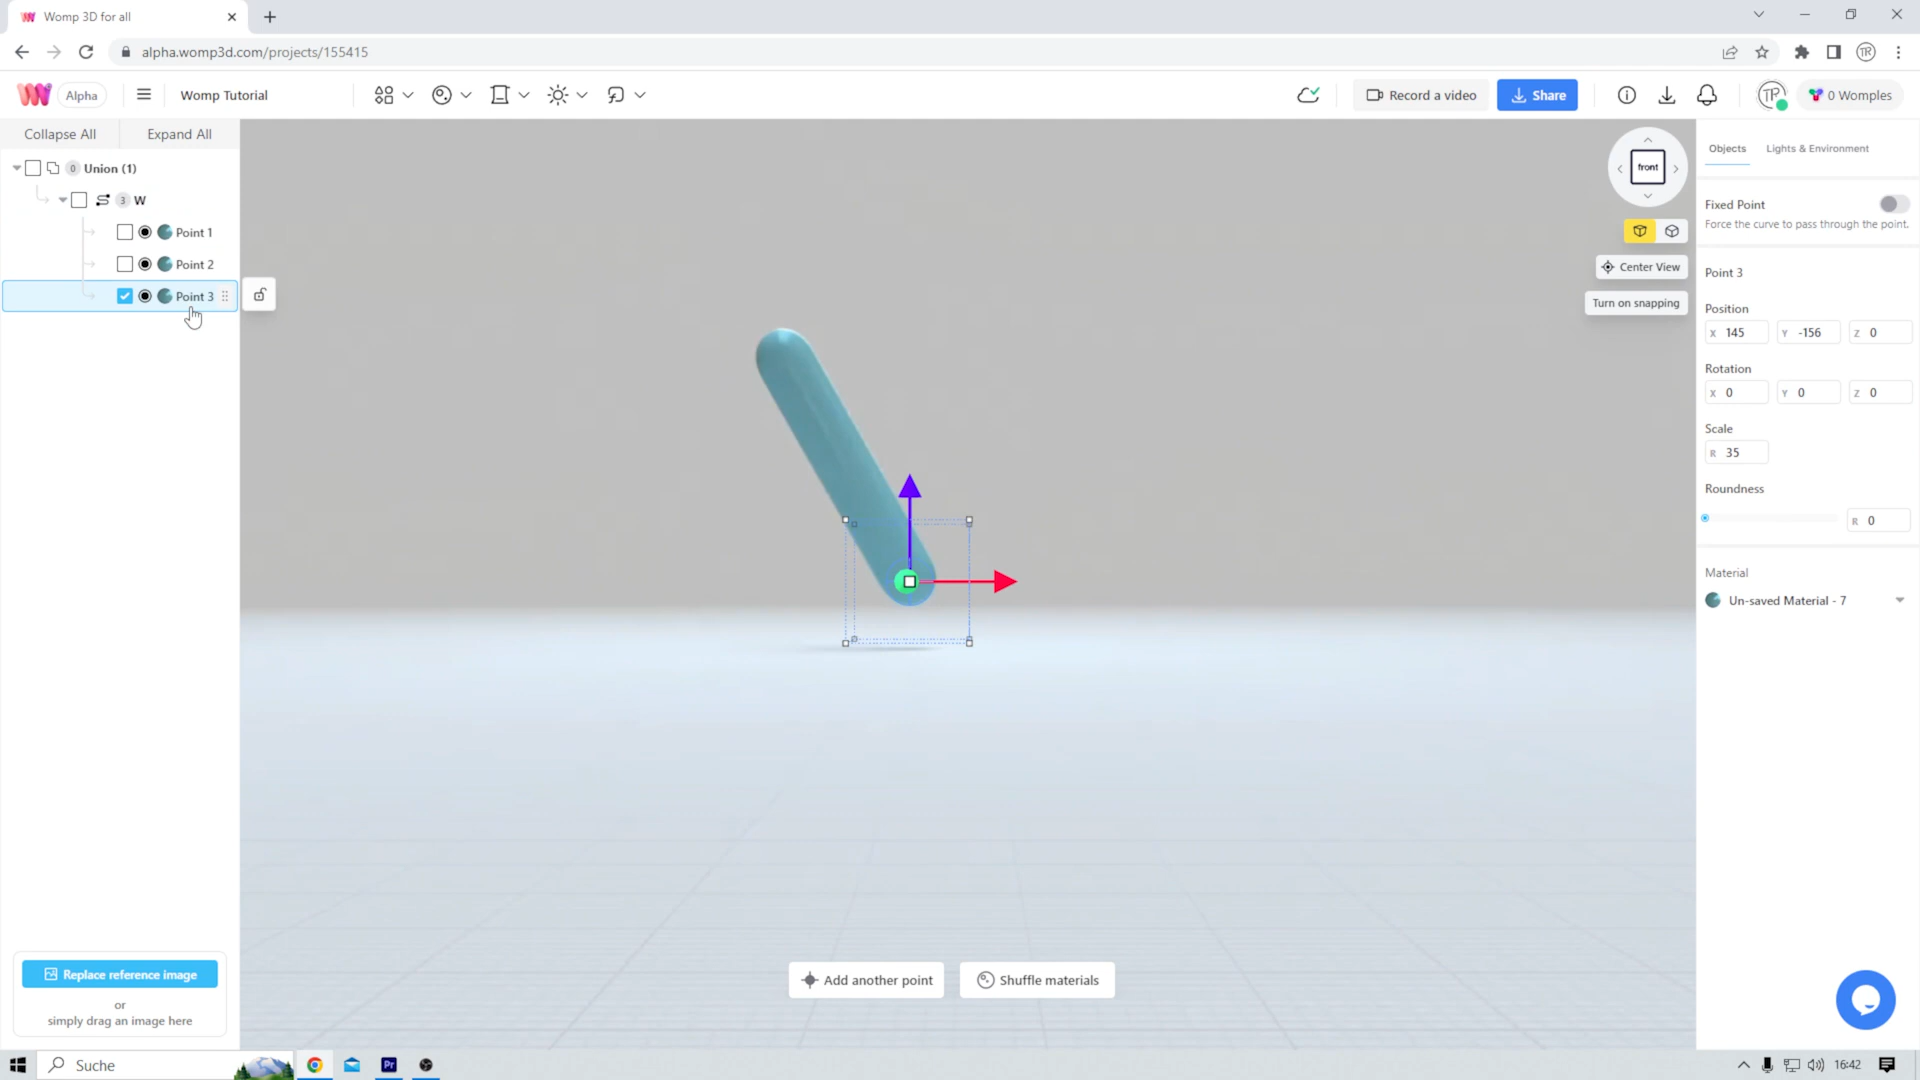 Womp 3D for all
alpha.womp3d.com/projects/155415
TR
Alpha
Womp Tutorial
Record a video
Share
TP
0 Womples
Collapse All
Expand All
0 Union (1)
3 W
Point 1
Point 2
Point 3
front
Center View
Turn on snapping
Objects
Lights & Environment
Fixed Point
Force the curve to pass through the point.
Point 3
Position
X 145
Y -156
Z 0
Rotation
X 0
Y 0
Z 0
Scale
R 35
Roundness
R 0
Material
Un-saved Material - 7
Replace reference image
or
simply drag an image here
Add another point
Shuffle materials
Suche
Pr
16:42